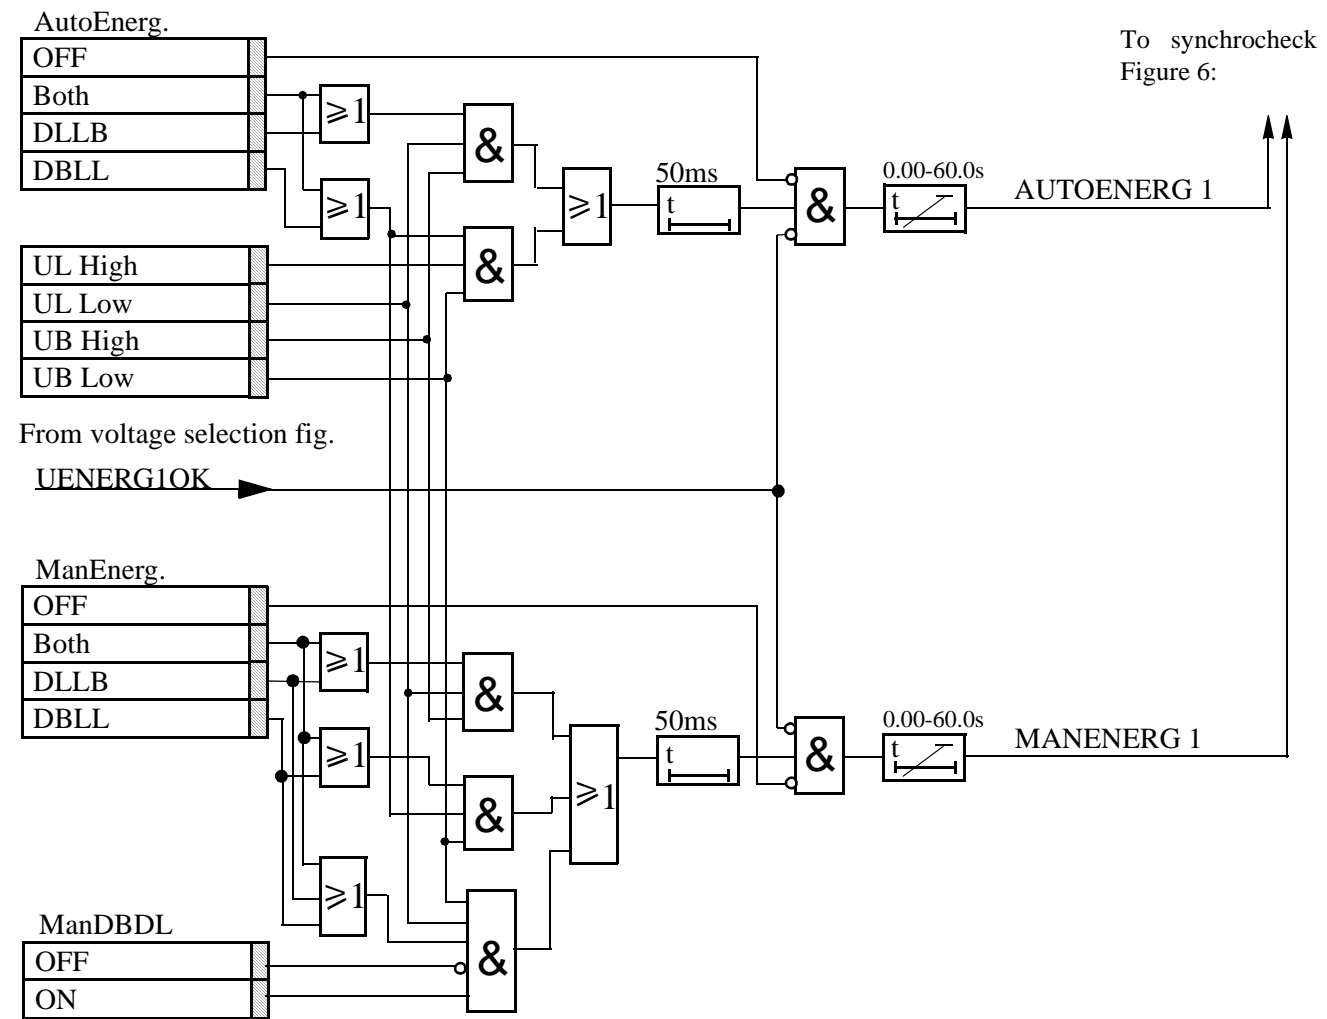 AutoEnerg.
OFF
Both
DLLB
DBLL
To synchrocheck
Figure 6:
≥1
≥1
&
&
≥1
50ms
t
&
0.00-60.0s
t
AUTOENERG 1
UL High
UL Low
UB High
UB Low
From voltage selection fig.
UENERG1OK
ManEnerg.
OFF
Both
DLLB
DBLL
≥1
≥1
≥1
&
&
&
≥1
50ms
t
&
0.00-60.0s
t
MANENERG 1
ManDBDL
OFF
ON